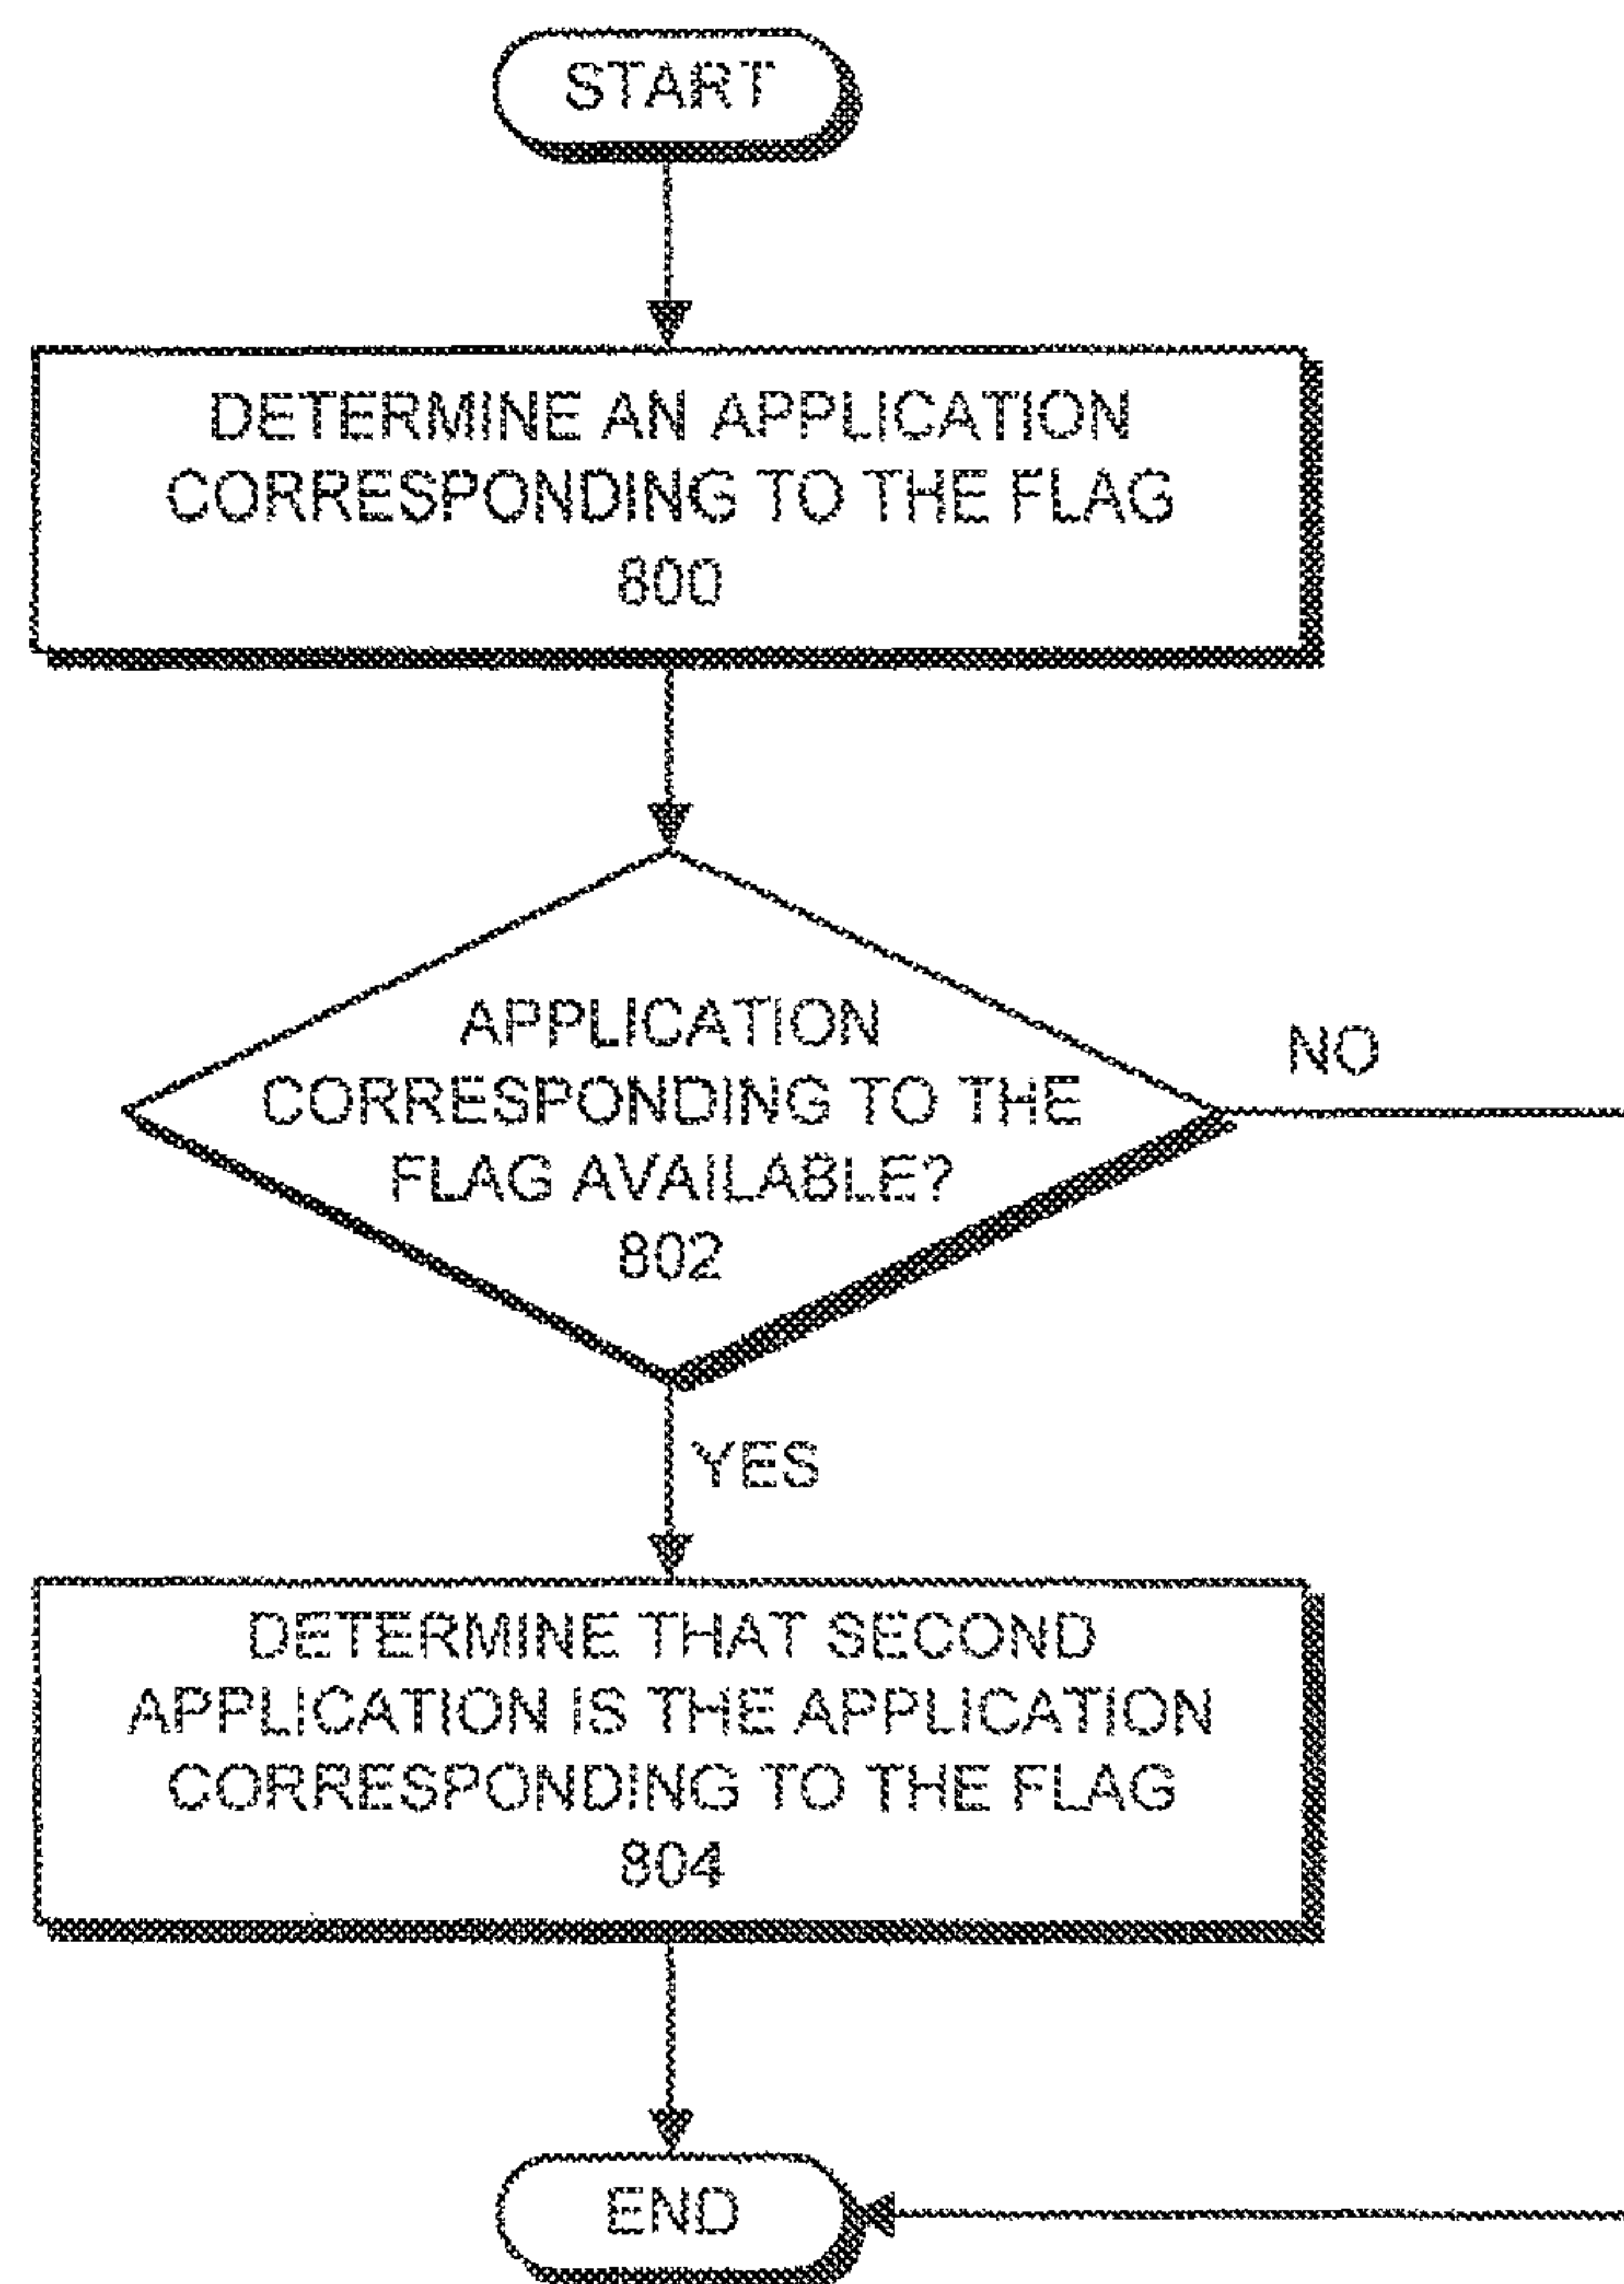 START
DETERMINE AN APPLICATION
CORRESPONDING TO THE FLAG
800
APPLICATION
CORRESPONDING TO THE
FLAG AVAILABLE?
802
NO
YES
DETERMINE THAT SECOND
APPLICATION IS THE APPLICATION
CORRESPONDING TO THE FLAG
804
END